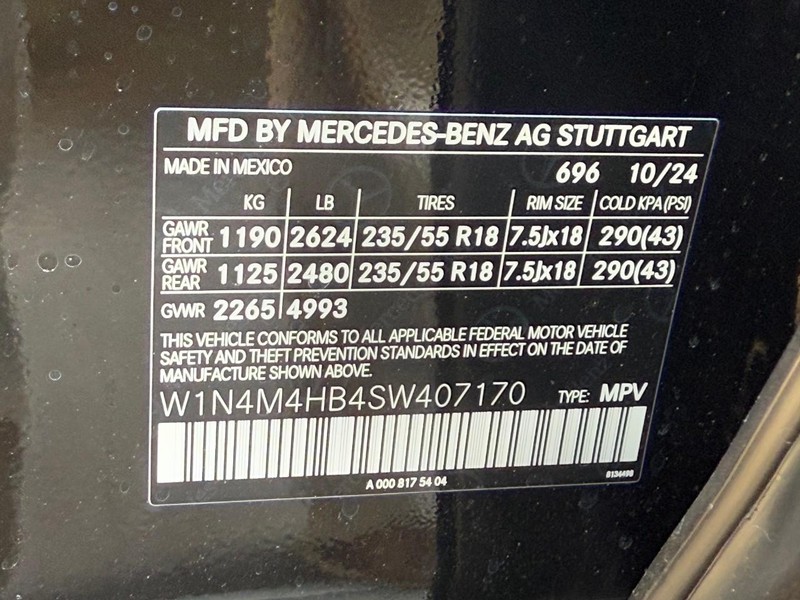 MFD BY MERCEDES-BENZ AG STUTTGART
MADE IN MEXICO 696 10/24
KG LB TIRES RIM SIZE COLD KPA (PSI)
GAWR FRONT 1190 2624 235/55 R18 7.5Jx18 290(43)
GAWR REAR 1125 2480 235/55 R18 7.5Jx18 290(43)
GVWR 2265 4993
THIS VEHICLE CONFORMS TO ALL APPLICABLE FEDERAL MOTOR VEHICLE
SAFETY AND THEFT PREVENTION STANDARDS IN EFFECT ON THE DATE OF
MANUFACTURE SHOWN ABOVE.
W1N4M4HB4SW407170 TYPE: MPV
A 000 817 54 04